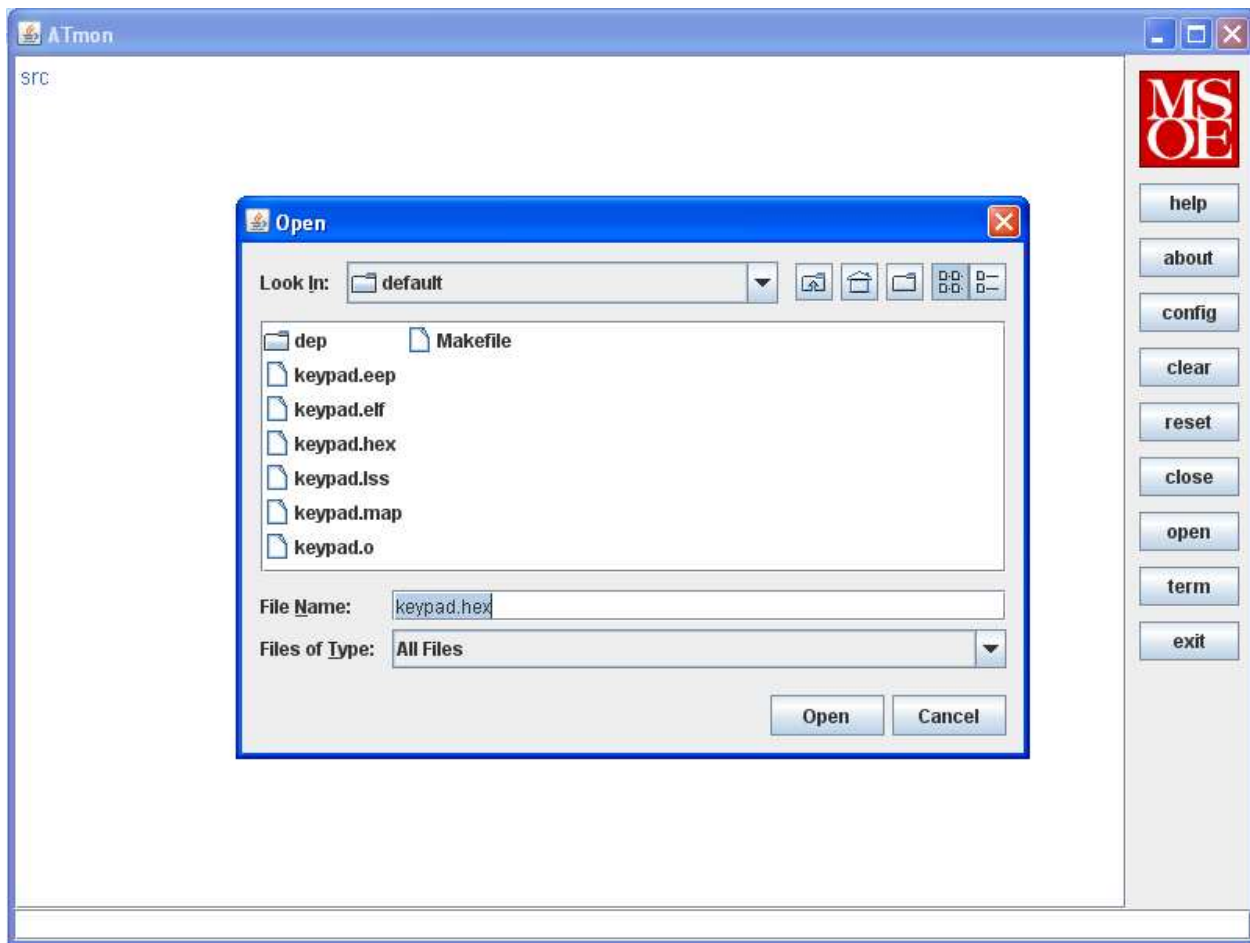 ATmon
src
MS
OE
help
about
config
clear
reset
close
open
term
exit
Open
Look In: default
dep
keypad.eep
keypad.elf
keypad.hex
keypad.lss
keypad.map
keypad.o
Makefile
File Name: keypad.hex
Files of Type: All Files
Open Cancel